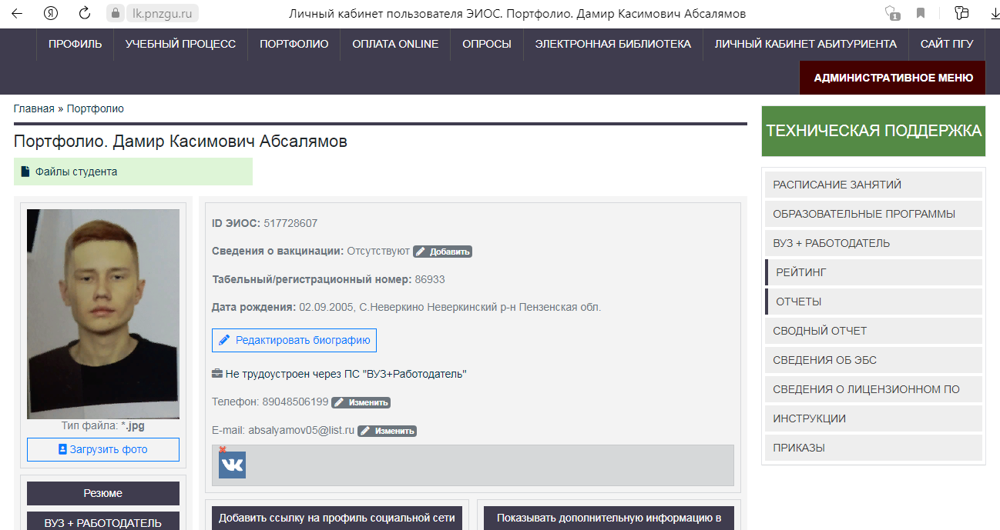 lk.pnzgu.ru
Личный кабинет пользователя ЭИОС. Портфолио. Дамир Касимович Абсалямов
1
ПРОФИЛЬ
УЧЕБНЫЙ ПРОЦЕСС
ПОРТФОЛИО
ОПЛАТА ONLINE
ОПРОСЫ
ЭЛЕКТРОННАЯ БИБЛИОТЕКА
ЛИЧНЫЙ КАБИНЕТ АБИТУРИЕНТА
САЙТ ПГУ
АДМИНИСТРАТИВНОЕ МЕНЮ
Главная » Портфолио
Портфолио. Дамир Касимович Абсалямов
Файлы студента
Тип файла: *.jpg
Загрузить фото
Резюме
ВУЗ + РАБОТОДАТЕЛЬ
ID ЭИОС: 517728607
Сведения о вакцинации: Отсутствуют Добавить
Табельный/регистрационный номер: 86933
Дата рождения: 02.09.2005, С.Неверкино Неверкинский р-н Пензенская обл.
Редактировать биографию
Не трудоустроен через ПС "ВУЗ+Работодатель"
Телефон: 89048506199 Изменить
E-mail: absalyamov05@list.ru Изменить
Добавить ссылку на профиль социальной сети
Показывать дополнительную информацию в
ТЕХНИЧЕСКАЯ ПОДДЕРЖКА
РАСПИСАНИЕ ЗАНЯТИЙ
ОБРАЗОВАТЕЛЬНЫЕ ПРОГРАММЫ
ВУЗ + РАБОТОДАТЕЛЬ
РЕЙТИНГ
ОТЧЕТЫ
СВОДНЫЙ ОТЧЕТ
СВЕДЕНИЯ ОБ ЭБС
СВЕДЕНИЯ О ЛИЦЕНЗИОННОМ ПО
ИНСТРУКЦИИ
ПРИКАЗЫ